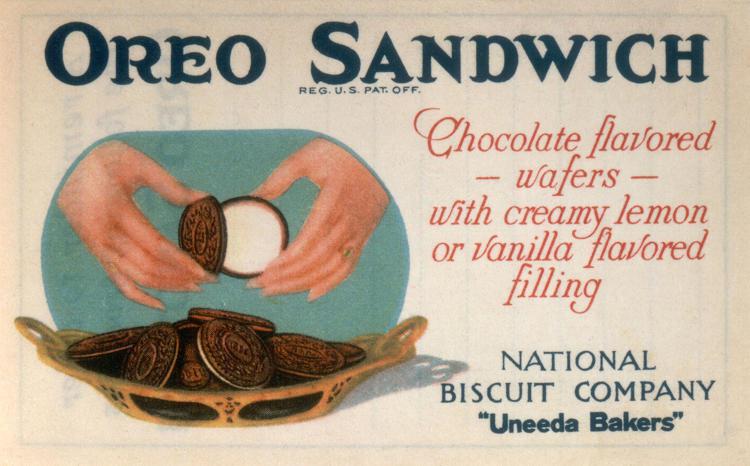 OREO SANDWICH
REG. U.S. PAT. OFF.
Chocolate flavored
— wafers —
with creamy lemon
or vanilla flavored
filling
NATIONAL
BISCUIT COMPANY
"Uneeda Bakers"